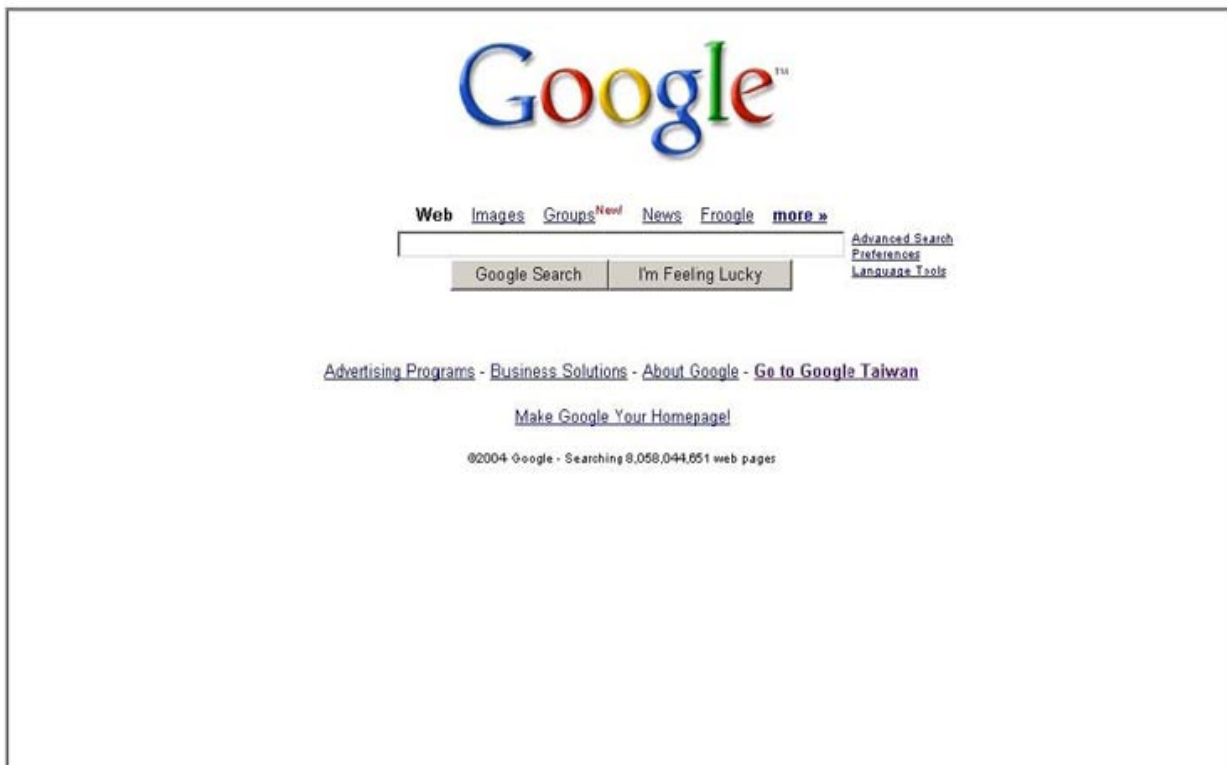 Google™
Web Images Groups New! News Froogle more »
Advanced Search
Preferences
Language Tools
Google Search I'm Feeling Lucky
Advertising Programs - Business Solutions - About Google - Go to Google Taiwan
Make Google Your Homepage!
©2004 Google - Searching 8,058,044,651 web pages